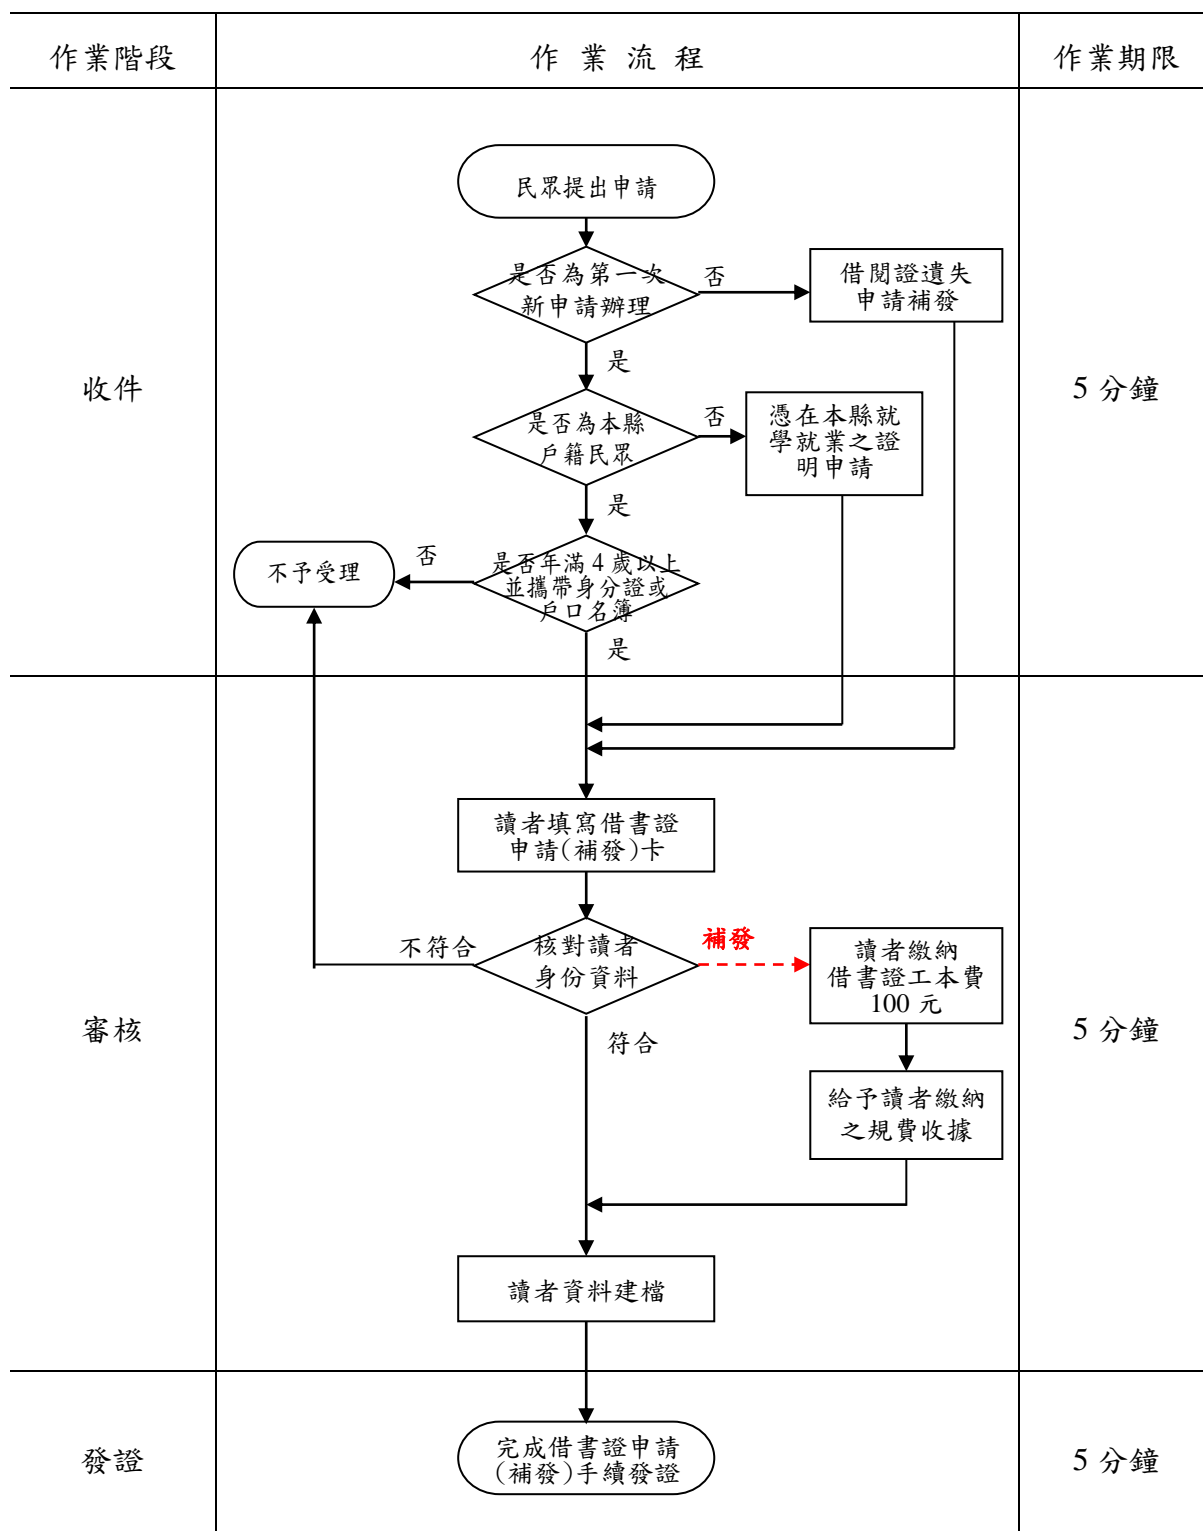 作業階段
作業流程
作業期限
民眾提出申請
是否為第一次
新申請辦理
否
借閱證遺失
申請補發
是
收件
5 分鐘
是否為本縣
戶籍民眾
否
憑在本縣就
學就業之證
明申請
是
是否年滿 4 歲以上
並攜帶身分證或
戶口名簿
否
不予受理
是
讀者填寫借書證
申請(補發)卡
核對讀者
身份資料
不符合
補發
讀者繳納
借書證工本費
100 元
審核
5 分鐘
符合
給予讀者繳納
之規費收據
讀者資料建檔
發證
完成借書證申請
(補發)手續發證
5 分鐘